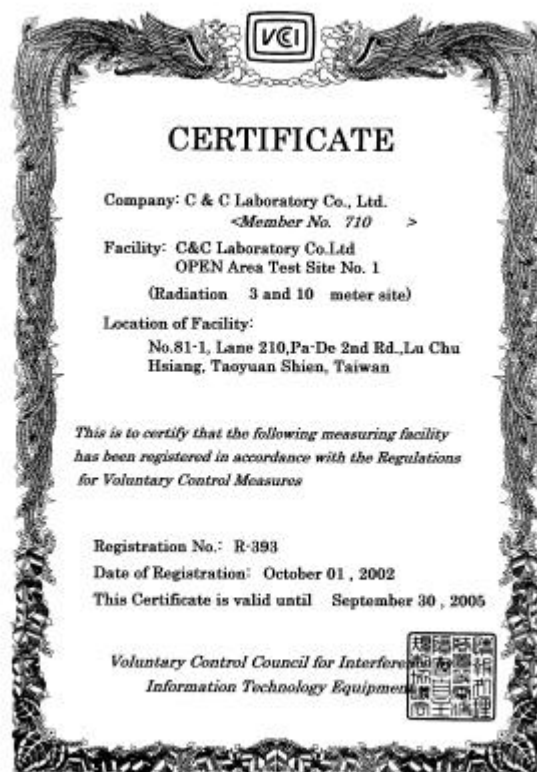 VCCI
CERTIFICATE
Company: C & C Laboratory Co., Ltd.
<Member No. 710 >
Facility: C&C Laboratory Co.Ltd
OPEN Area Test Site No. 1
(Radiation 3 and 10 meter site)
Location of Facility:
No.81-1, Lane 210,Pa-De 2nd Rd.,Lu Chu
Hsiang, Taoyuan Shien, Taiwan
This is to certify that the following measuring facility
has been registered in accordance with the Regulations
for Voluntary Control Measures
Registration No.: R-393
Date of Registration: October 01 , 2002
This Certificate is valid until September 30 , 2005
Voluntary Control Council for Interference
Information Technology Equipment